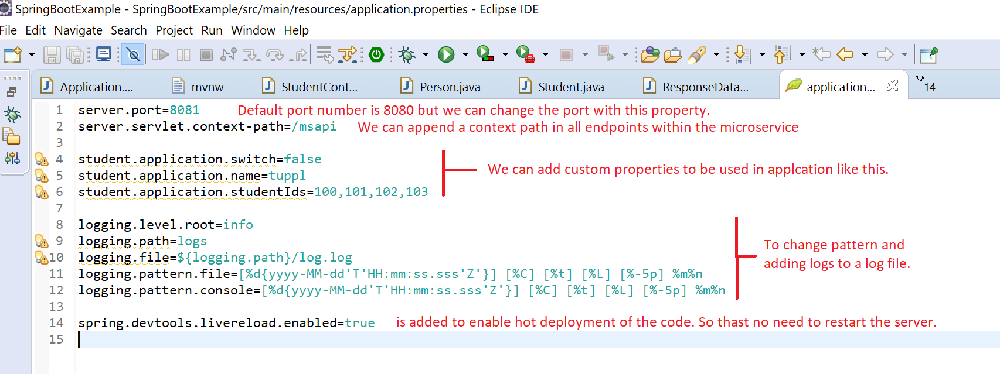 SpringBootExample - SpringBootExample/src/main/resources/application.properties - Eclipse IDE
File Edit Navigate Search Project Run Window Help
Application.... mvnw StudentCont... Person.java Student.java ResponseData... application... 14
1 server.port=8081 Default port number is 8080 but we can change the port with this property.
2 server.servlet.context-path=/msapi We can append a context path in all endpoints within the microservice
3
4 student.application.switch=false
5 student.application.name=tuppl We can add custom properties to be used in applcation like this.
6 student.application.studentIds=100,101,102,103
7
8 logging.level.root=info
9 logging.path=logs To change pattern and
10 logging.file=${logging.path}/log.log adding logs to a log file.
11 logging.pattern.file=[%d{yyyy-MM-dd'T'HH:mm:ss.sss'Z'}] [%C] [%t] [%L] [%-5p] %m%n
12 logging.pattern.console=[%d{yyyy-MM-dd'T'HH:mm:ss.sss'Z'}] [%C] [%t] [%L] [%-5p] %m%n
13
14 spring.devtools.livereload.enabled=true is added to enable hot deployment of the code. So thast no need to restart the server.
15